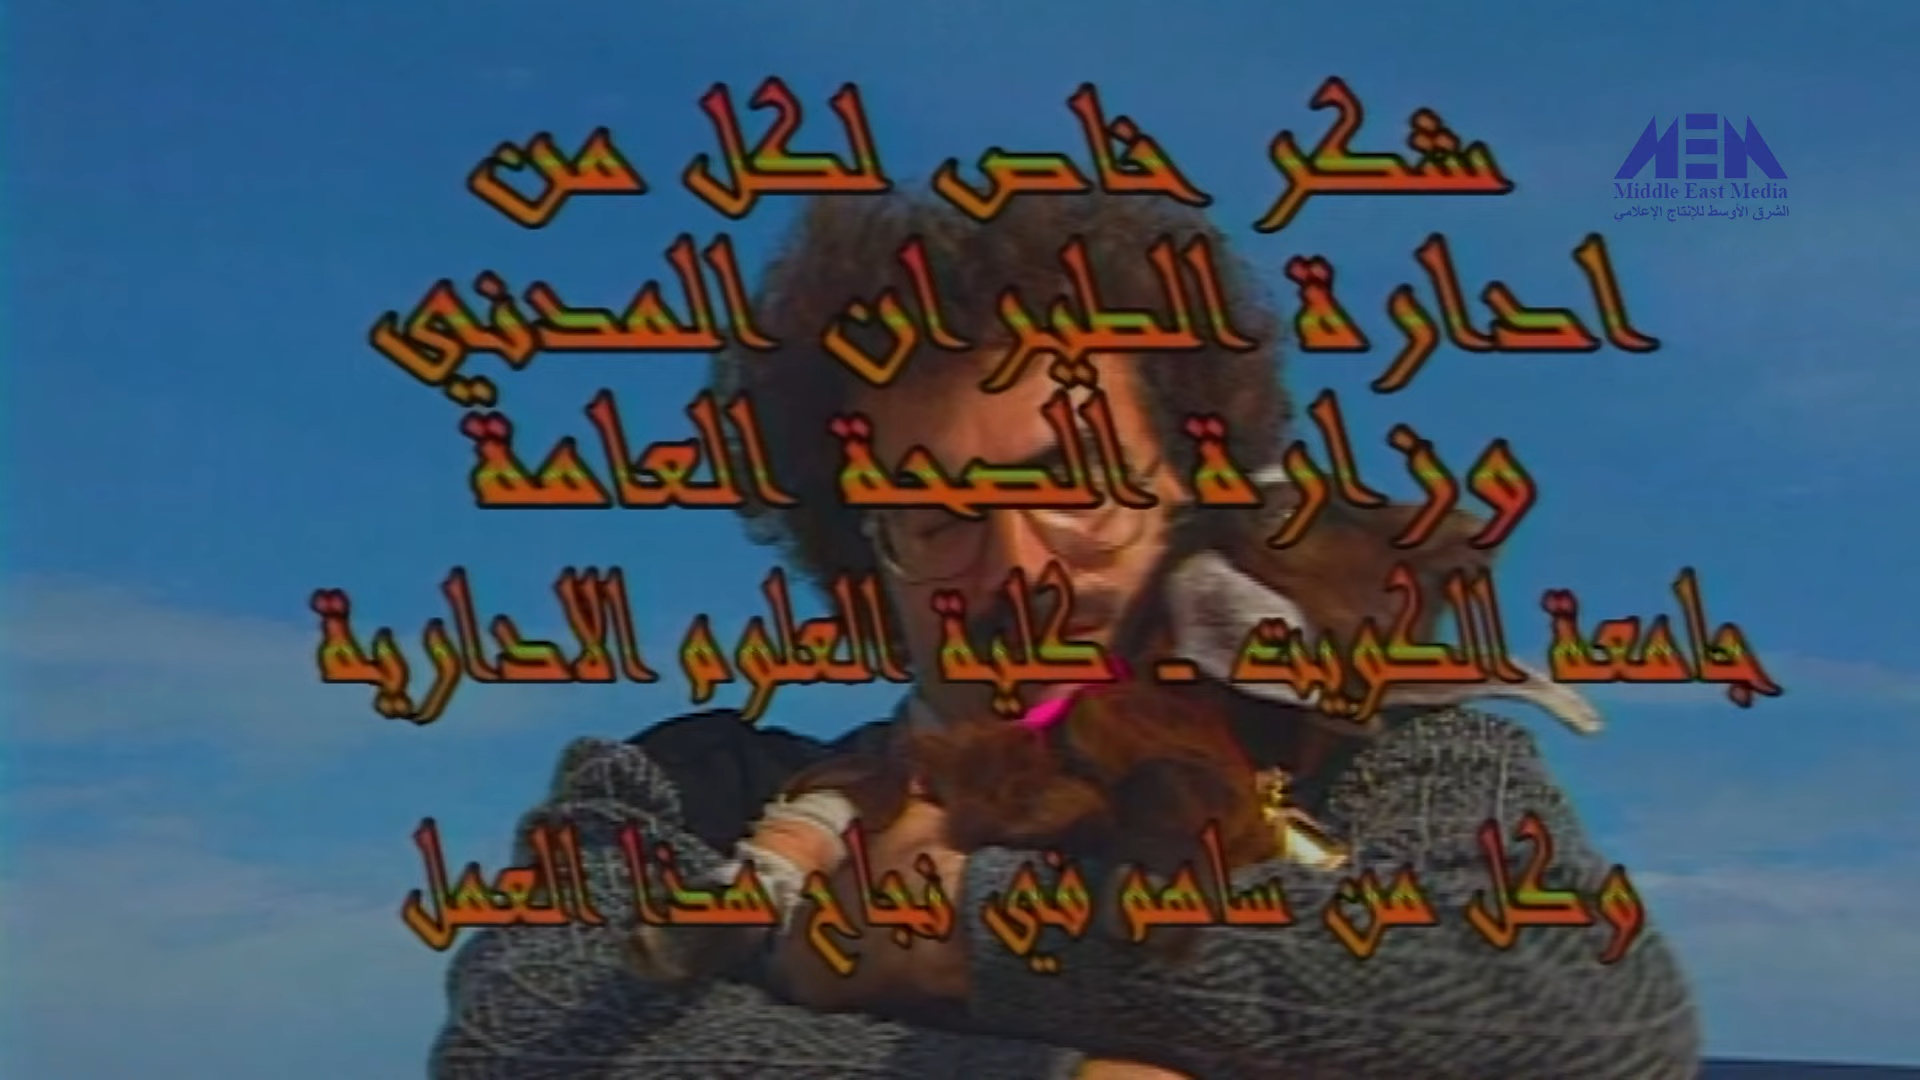 شكر خاص لكل من
ادارة الطيران المدني
وزارة الصحة العامة
جامعة الكويت - كلية العلوم الادارية
وكل من ساهم في نجاح هذا العمل
MEM
Middle East Media
الشرق الأوسط للإنتاج الإعلامي